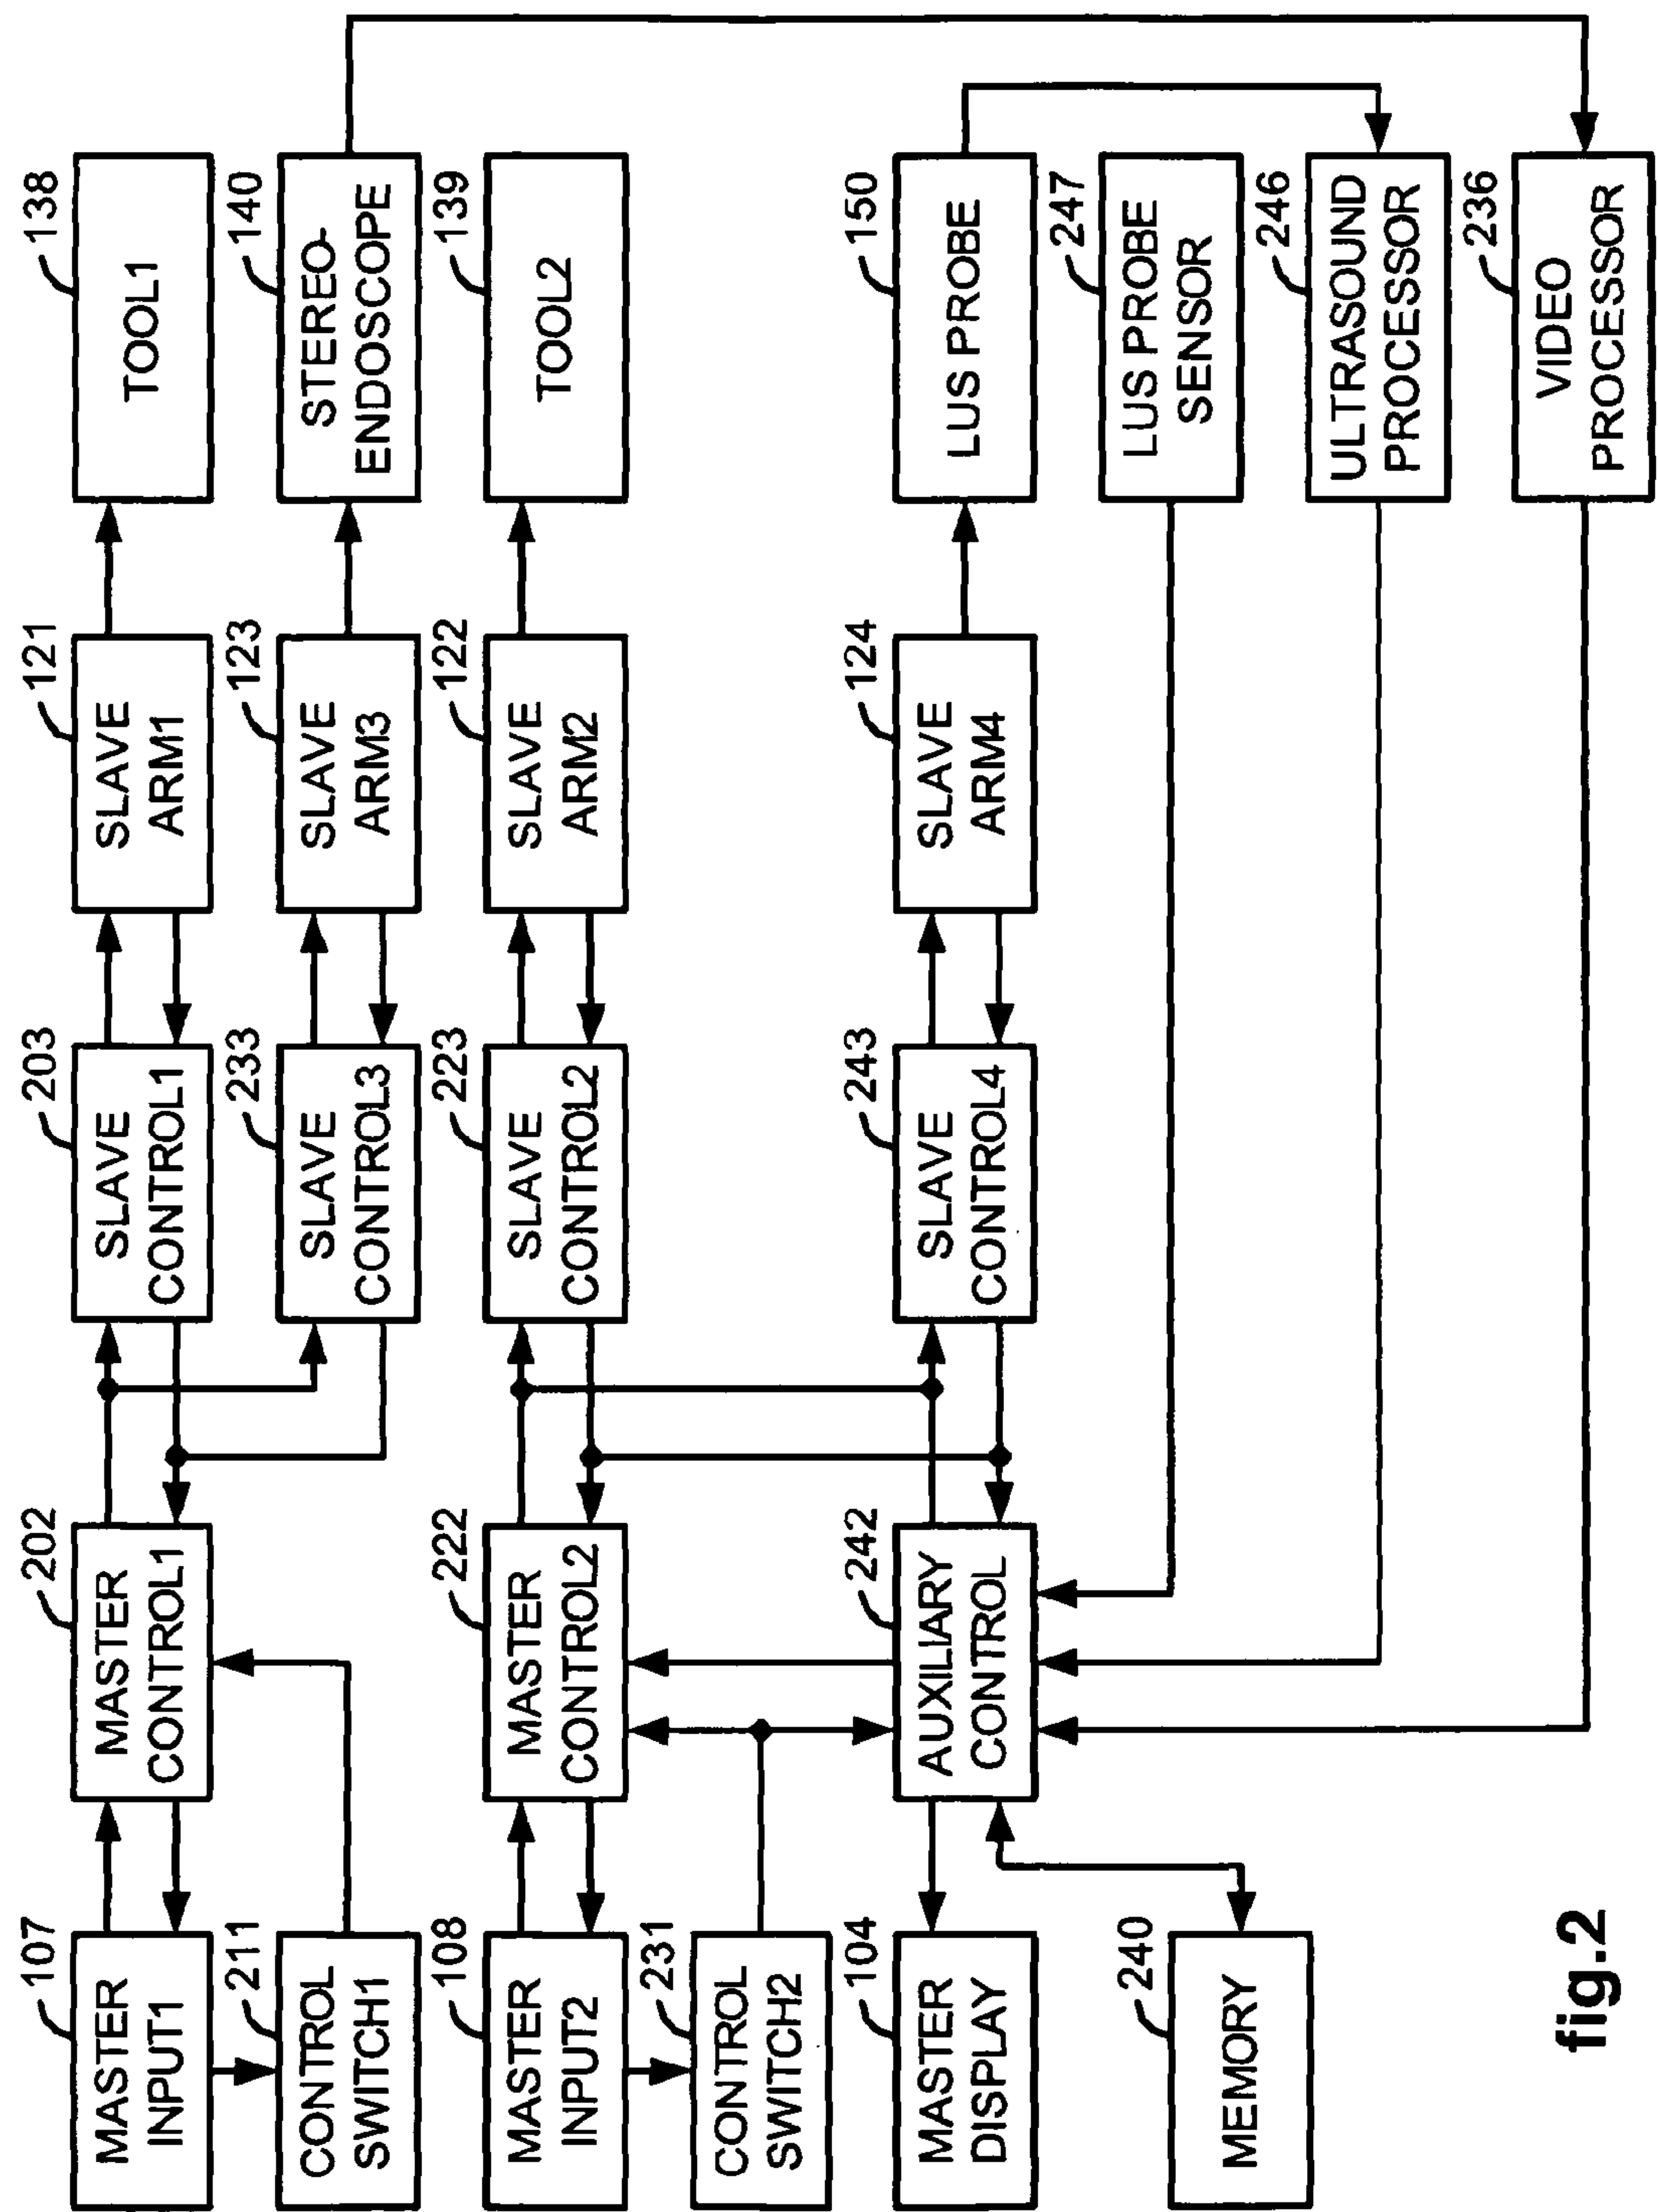 107
MASTER
INPUT1
202
MASTER
CONTROL1
203
SLAVE
CONTROL1
121
SLAVE
ARM1
138
TOOL1
211
CONTROL
SWITCH1
233
SLAVE
CONTROL3
123
SLAVE
ARM3
140
STEREO-
ENDOSCOPE
108
MASTER
INPUT2
222
MASTER
CONTROL2
223
SLAVE
CONTROL2
122
SLAVE
ARM2
139
TOOL2
231
CONTROL
SWITCH2
104
MASTER
DISPLAY
242
AUXILIARY
CONTROL
243
SLAVE
CONTROL4
124
SLAVE
ARM4
150
LUS PROBE
247
LUS PROBE
SENSOR
240
MEMORY
246
ULTRASOUND
PROCESSOR
236
VIDEO
PROCESSOR
fig.2